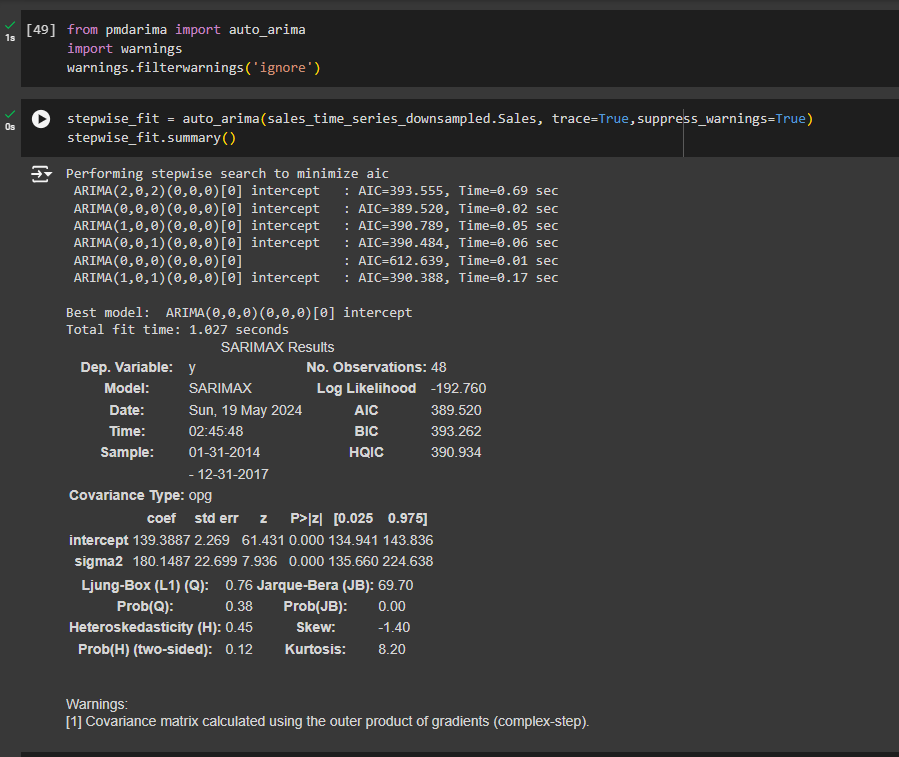 [49] from pmdarima import auto_arima
1s
import warnings
warnings.filterwarnings('ignore')
stepwise_fit = auto_arima(sales_time_series_downsampled.Sales, trace=True,suppress_warnings=True)
0s
stepwise_fit.summary()
Performing stepwise search to minimize aic
ARIMA(2,0,2)(0,0,0)[0] intercept   : AIC=393.555, Time=0.69 sec
ARIMA(0,0,0)(0,0,0)[0] intercept   : AIC=389.520, Time=0.02 sec
ARIMA(1,0,0)(0,0,0)[0] intercept   : AIC=390.789, Time=0.05 sec
ARIMA(0,0,1)(0,0,0)[0] intercept   : AIC=390.484, Time=0.06 sec
ARIMA(0,0,0)(0,0,0)[0]             : AIC=612.639, Time=0.01 sec
ARIMA(1,0,1)(0,0,0)[0] intercept   : AIC=390.388, Time=0.17 sec
Best model:  ARIMA(0,0,0)(0,0,0)[0] intercept
Total fit time: 1.027 seconds
SARIMAX Results
Dep. Variable: y No. Observations: 48
Model: SARIMAX Log Likelihood -192.760
Date: Sun, 19 May 2024 AIC 389.520
Time: 02:45:48 BIC 393.262
Sample: 01-31-2014 HQIC 390.934
- 12-31-2017
Covariance Type: opg
coef std err z P>|z| [0.025 0.975]
intercept 139.3887 2.269 61.431 0.000 134.941 143.836
sigma2 180.1487 22.699 7.936 0.000 135.660 224.638
Ljung-Box (L1) (Q): 0.76 Jarque-Bera (JB): 69.70
Prob(Q): 0.38 Prob(JB): 0.00
Heteroskedasticity (H): 0.45 Skew: -1.40
Prob(H) (two-sided): 0.12 Kurtosis: 8.20
Warnings:
[1] Covariance matrix calculated using the outer product of gradients (complex-step).